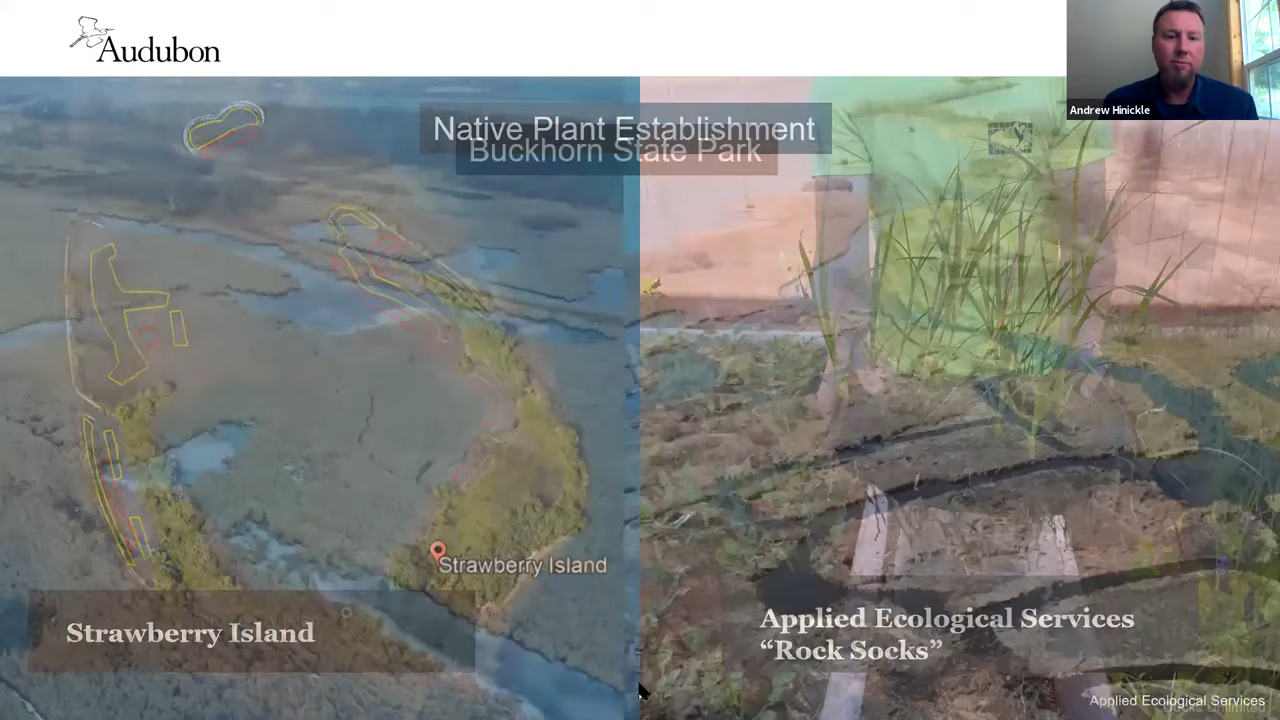 Audubon
Andrew Hinickle
Native Plant Establishment
Buckhorn State Park
Strawberry Island
Strawberry Island
Applied Ecological Services
“Rock Socks”
Applied Ecological Services